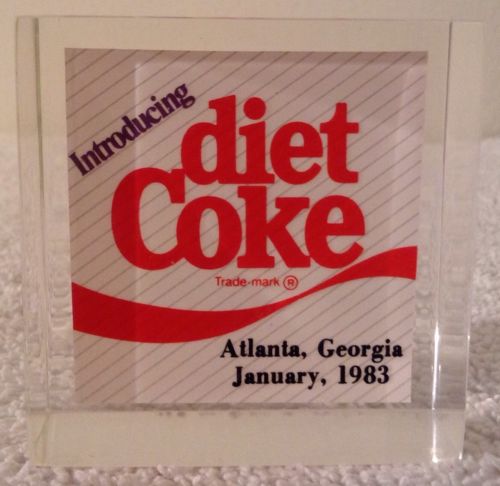 Introducing
diet
Coke
Trade-mark ®
Atlanta, Georgia
January, 1983